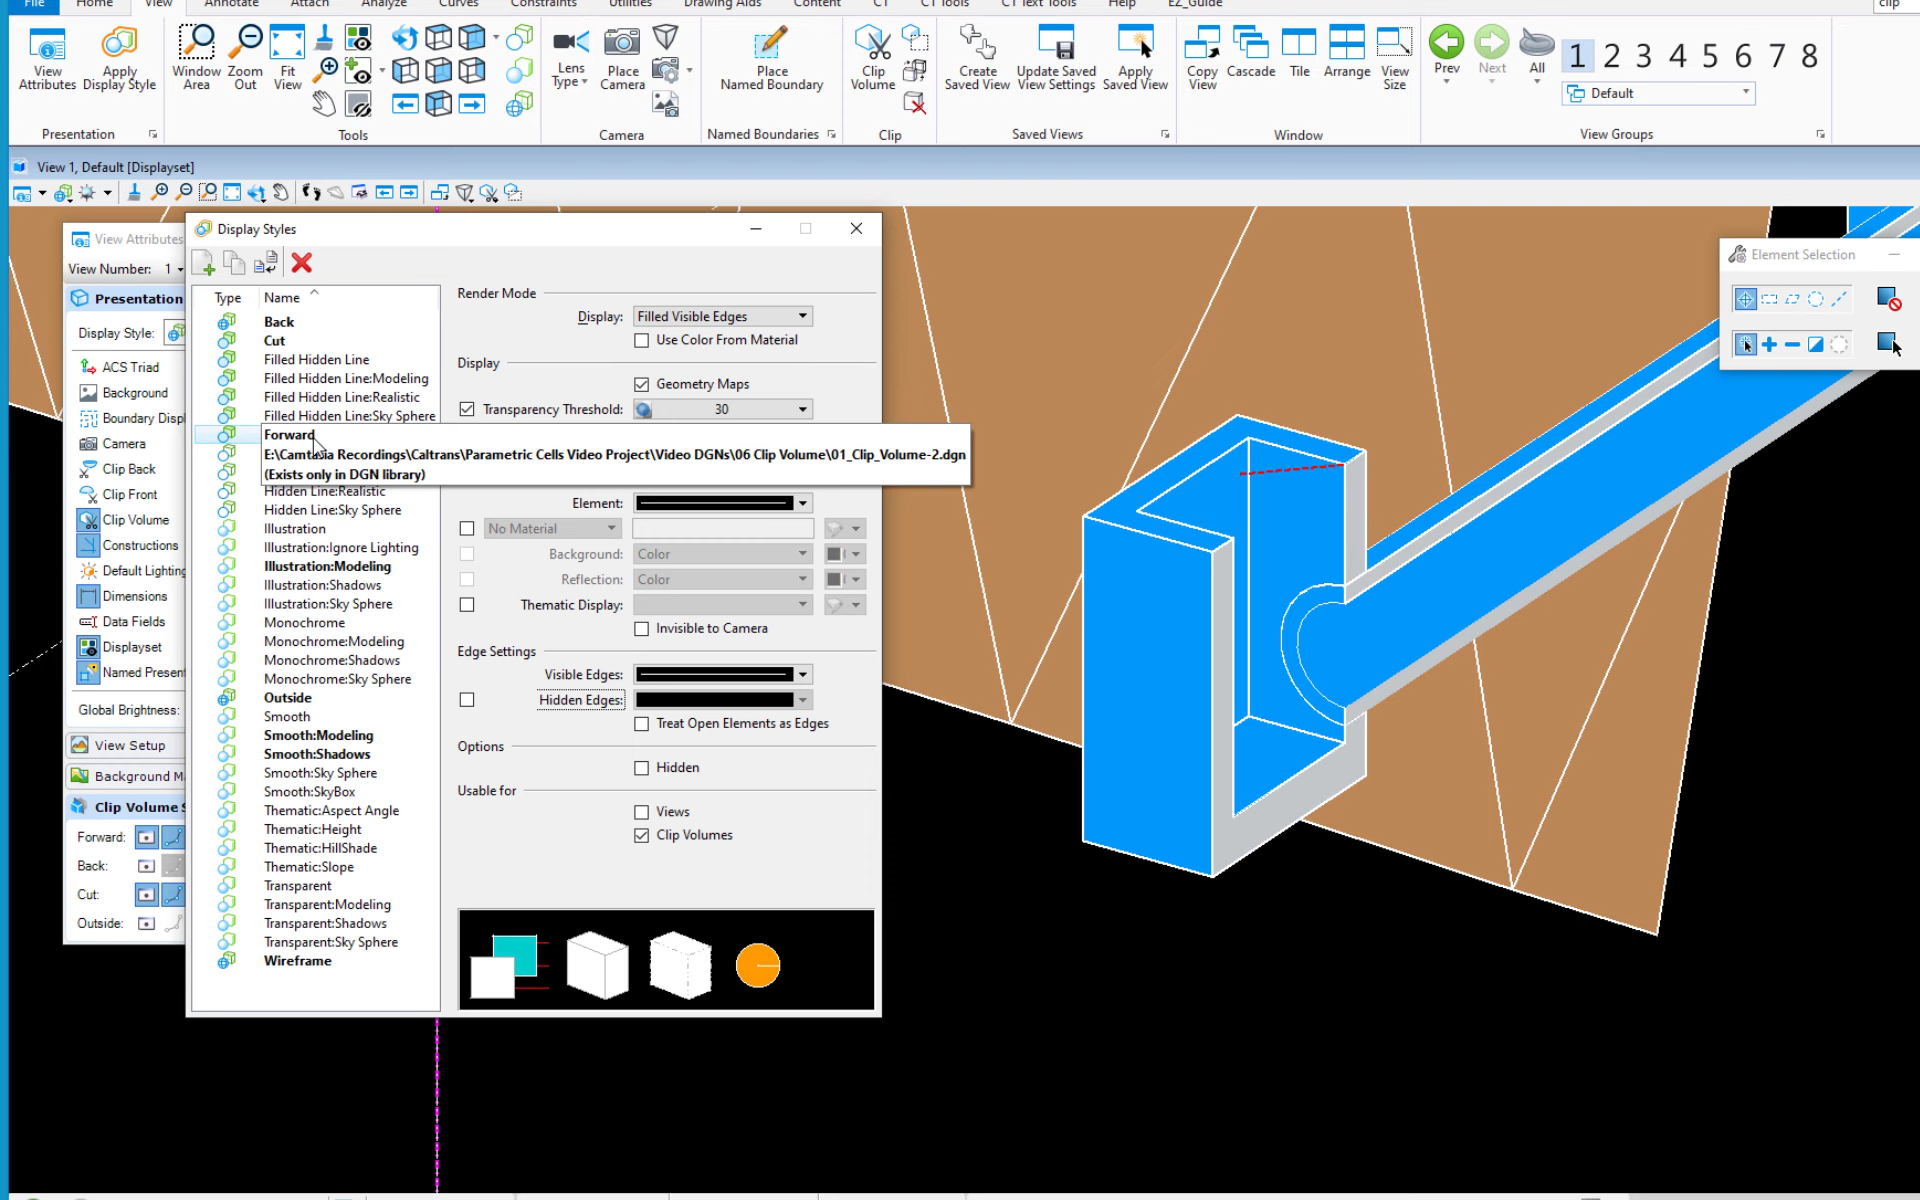 File Home View Annotate Attach Analyze Curves Constraints Utilities Drawing Aids Content CT CT Tools CT Text Tools Help EZ_Guide clip
View Attributes
Apply Display Style
Window Area
Zoom Out
Fit View
Lens Type
Place Camera
Place Named Boundary
Clip Volume
Create Saved View
Update Saved View Settings
Apply Saved View
Copy View
Cascade
Tile
Arrange
View Size
Prev
Next
All
1 2 3 4 5 6 7 8
Default
Presentation
Tools
Camera
Named Boundaries
Clip
Saved Views
Window
View Groups
View 1, Default [Displayset]
View Attributes
View Number: 1
Presentation
Display Style:
ACS Triad
Background
Boundary Displ
Camera
Clip Back
Clip Front
Clip Volume
Constructions
Default Lighting
Dimensions
Data Fields
Displayset
Named Presen
Global Brightness:
View Setup
Background M
Clip Volume S
Forward:
Back:
Cut:
Outside:
Display Styles
Type Name
Back
Cut
Filled Hidden Line
Filled Hidden Line:Modeling
Filled Hidden Line:Realistic
Filled Hidden Line:Sky Sphere
Forward
E:\Camtasia Recordings\Caltrans\Parametric Cells Video Project\Video DGNs\06 Clip Volume\01_Clip_Volume-2.dgn
(Exists only in DGN library)
Hidden Line:Realistic
Hidden Line:Sky Sphere
Illustration
Illustration:Ignore Lighting
Illustration:Modeling
Illustration:Shadows
Illustration:Sky Sphere
Monochrome
Monochrome:Modeling
Monochrome:Shadows
Monochrome:Sky Sphere
Outside
Smooth
Smooth:Modeling
Smooth:Shadows
Smooth:Sky Sphere
Smooth:SkyBox
Thematic:Aspect Angle
Thematic:Height
Thematic:HillShade
Thematic:Slope
Transparent
Transparent:Modeling
Transparent:Shadows
Transparent:Sky Sphere
Wireframe
Render Mode
Display: Filled Visible Edges
Use Color From Material
Display
Geometry Maps
Transparency Threshold: 30
Element:
No Material
Background: Color
Reflection: Color
Thematic Display:
Invisible to Camera
Edge Settings
Visible Edges:
Hidden Edges:
Treat Open Elements as Edges
Options
Hidden
Usable for
Views
Clip Volumes
Element Selection